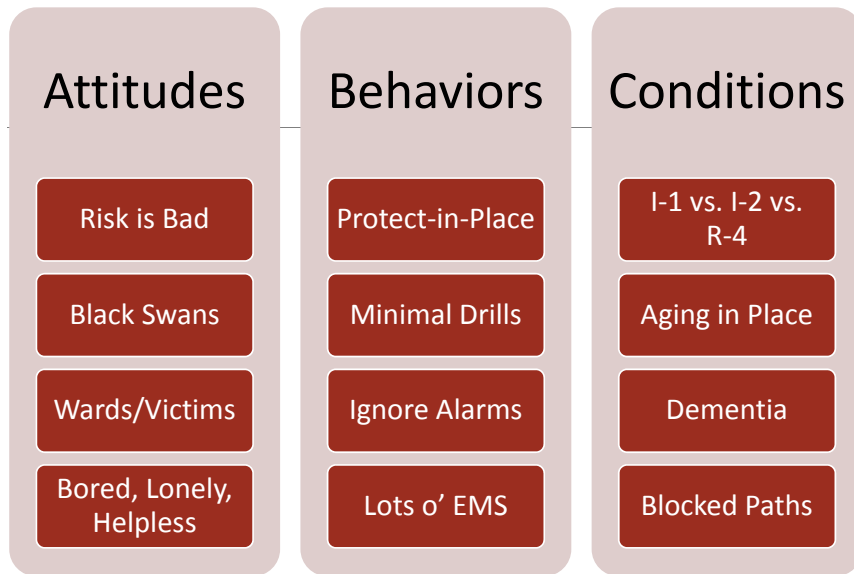 Attitudes
Risk is Bad
Black Swans
Wards/Victims
Bored, Lonely,
Helpless
Behaviors
Protect-in-Place
Minimal Drills
Ignore Alarms
Lots o’ EMS
Conditions
I-1 vs. I-2 vs.
R-4
Aging in Place
Dementia
Blocked Paths